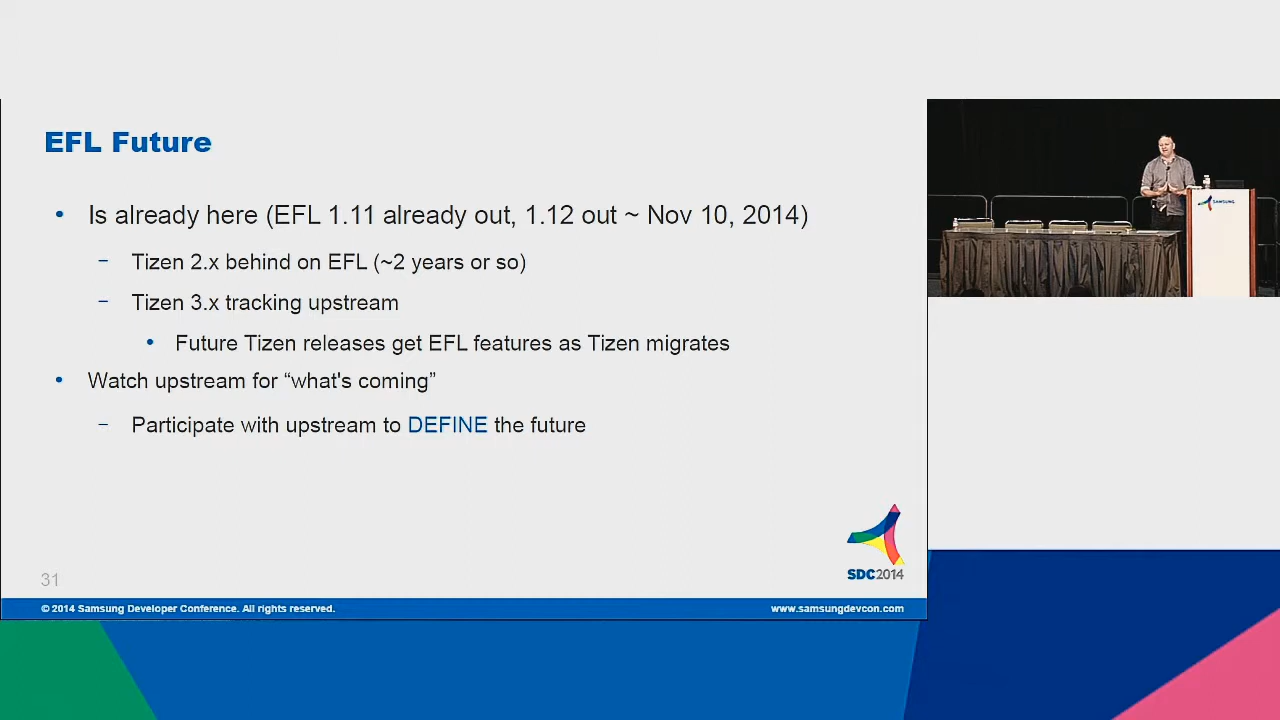 EFL Future
• Is already here (EFL 1.11 already out, 1.12 out ~ Nov 10, 2014)
– Tizen 2.x behind on EFL (~2 years or so)
– Tizen 3.x tracking upstream
• Future Tizen releases get EFL features as Tizen migrates
• Watch upstream for “what's coming”
– Participate with upstream to DEFINE the future
SDC2014
31
© 2014 Samsung Developer Conference. All rights reserved.
www.samsungdevcon.com
SAMSUNG